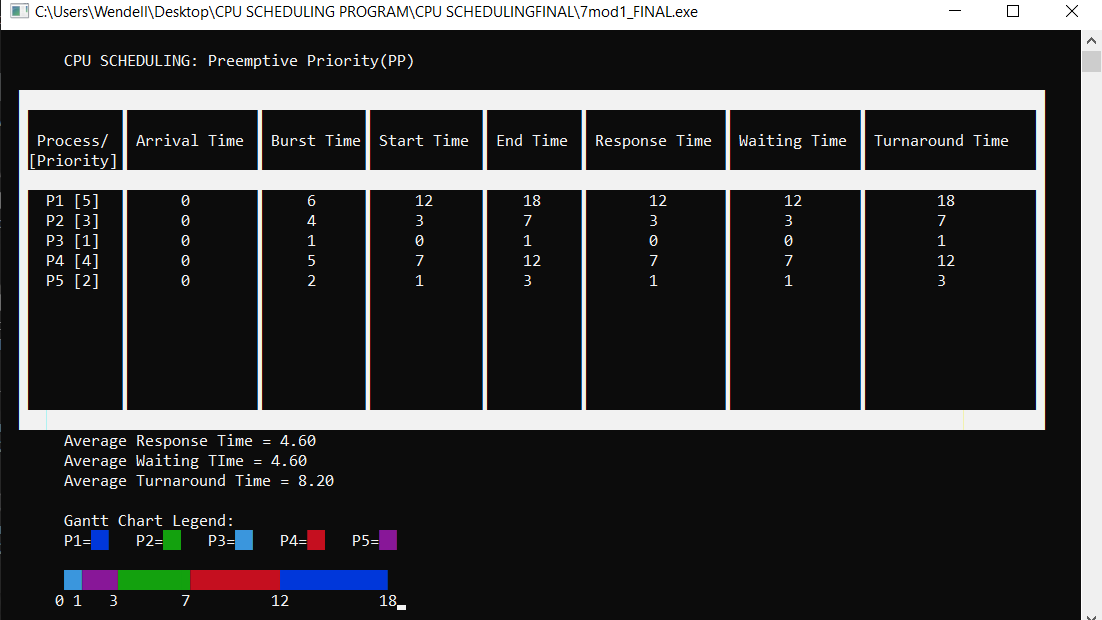 C:\Users\Wendell\Desktop\CPU SCHEDULING PROGRAM\CPU SCHEDULINGFINAL\7mod1_FINAL.exe
CPU SCHEDULING: Preemptive Priority(PP)
Process/ Arrival Time Burst Time Start Time End Time Response Time Waiting Time Turnaround Time
[Priority]
P1 [5] 0 6 12 18 12 12 18
P2 [3] 0 4 3 7 3 3 7
P3 [1] 0 1 0 1 0 0 1
P4 [4] 0 5 7 12 7 7 12
P5 [2] 0 2 1 3 1 1 3
Average Response Time = 4.60
Average Waiting TIme = 4.60
Average Turnaround Time = 8.20
Gantt Chart Legend:
P1= P2= P3= P4= P5=
0 1 3 7 12 18